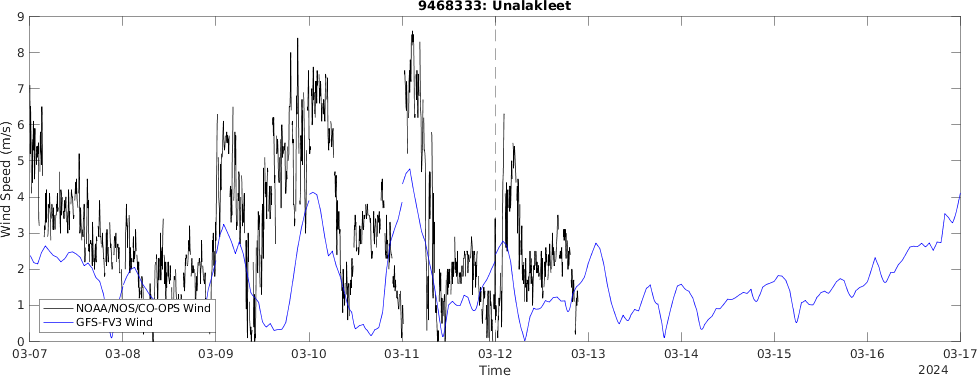 9468333: Unalakleet
Wind Speed (m/s)
9
8
7
6
5
4
3
2
1
0
NOAA/NOS/CO-OPS Wind
GFS-FV3 Wind
03-07 03-08 03-09 03-10 03-11 03-12 03-13 03-14 03-15 03-16 03-17
Time
2024